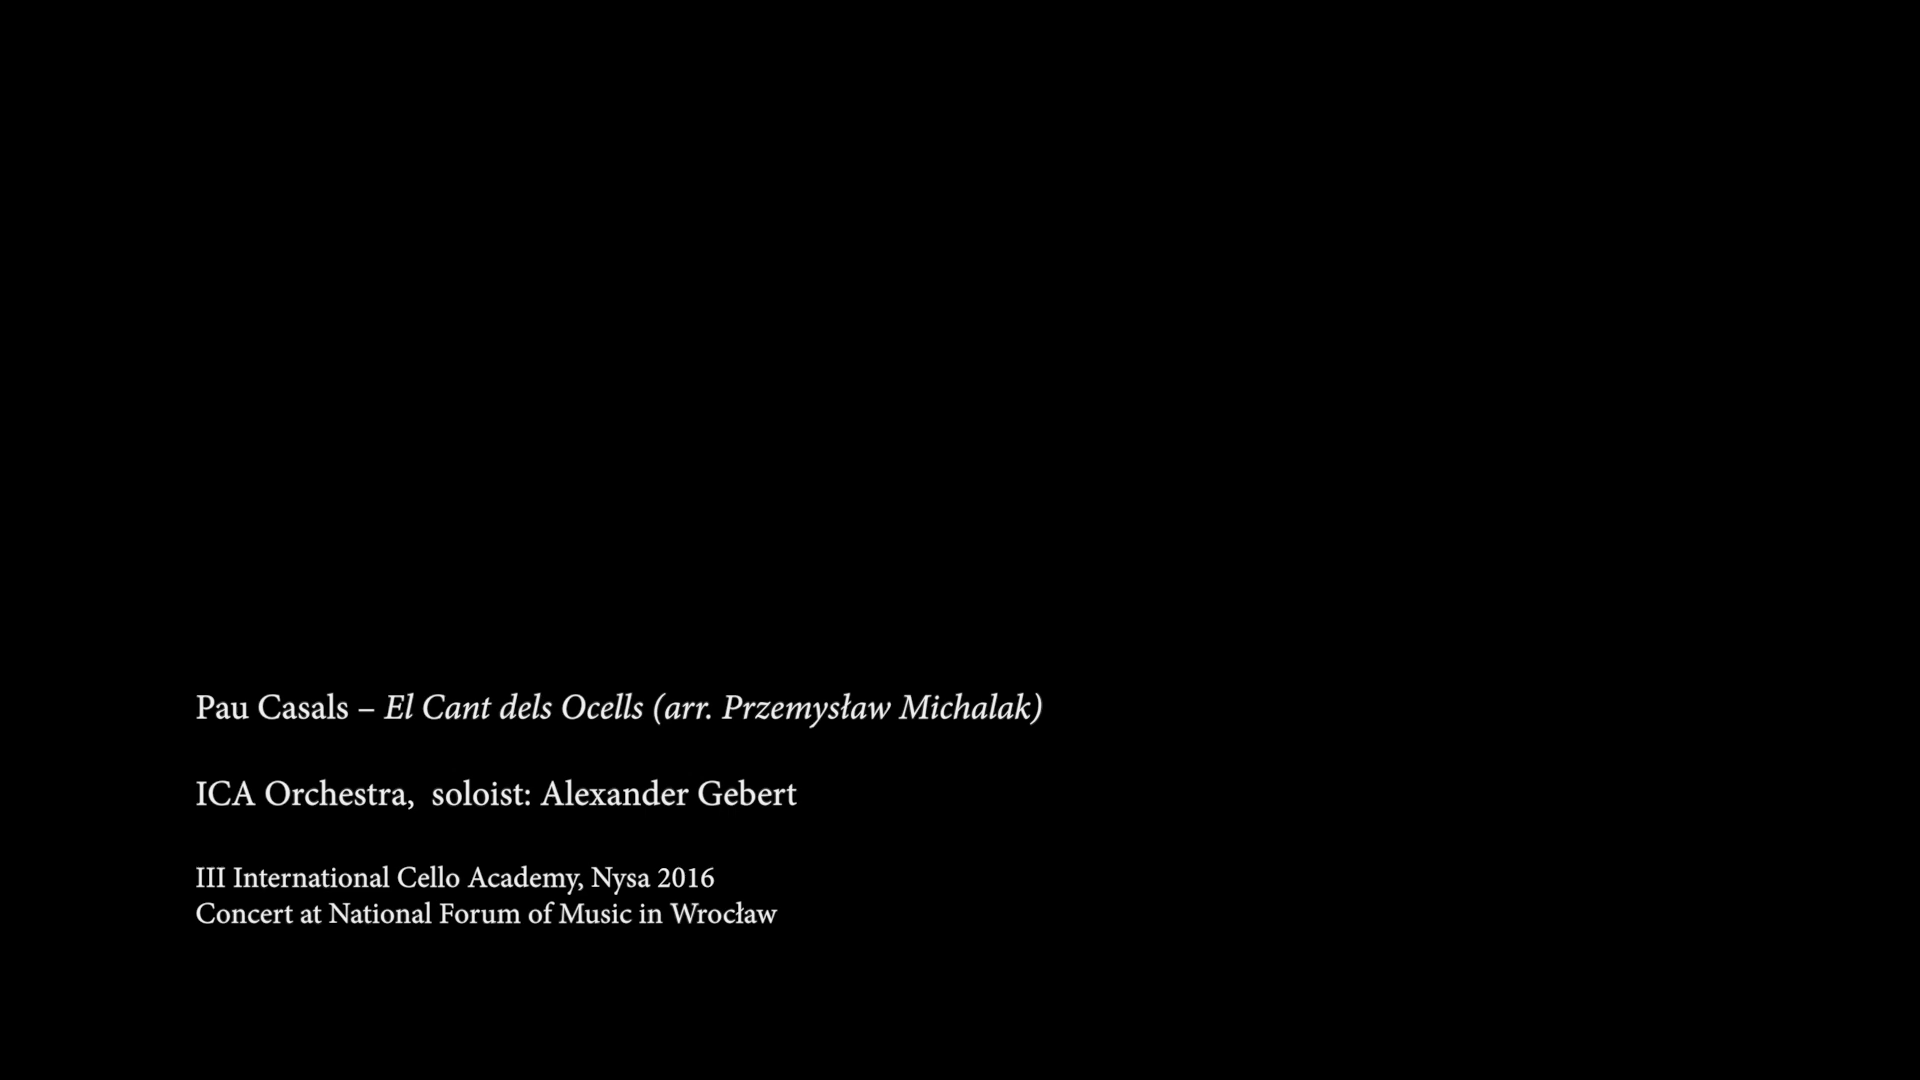 Pau Casals – El Cant dels Ocells (arr. Przemysław Michalak)
ICA Orchestra, soloist: Alexander Gebert
III International Cello Academy, Nysa 2016
Concert at National Forum of Music in Wrocław